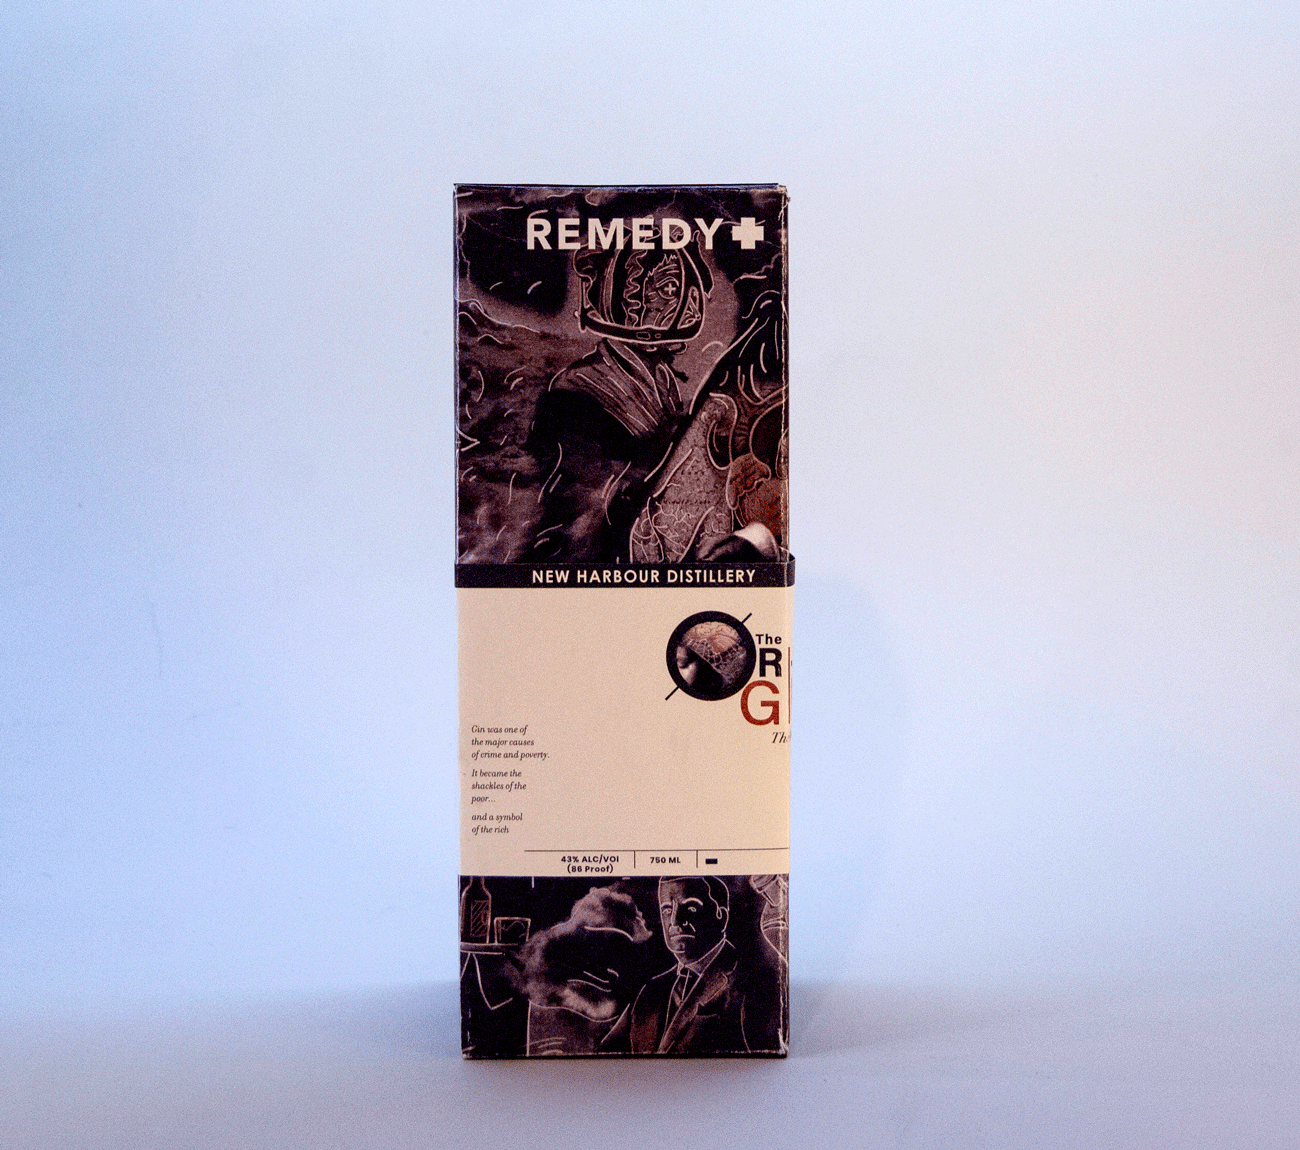 REMEDY
NEW HARBOUR DISTILLERY
The
R
G
Gin was one of
the major causes
of crime and poverty.
It became the
shackles of the
poor...
and a symbol
of the rich
43% ALC/VOl
(86 Proof)
750 ML